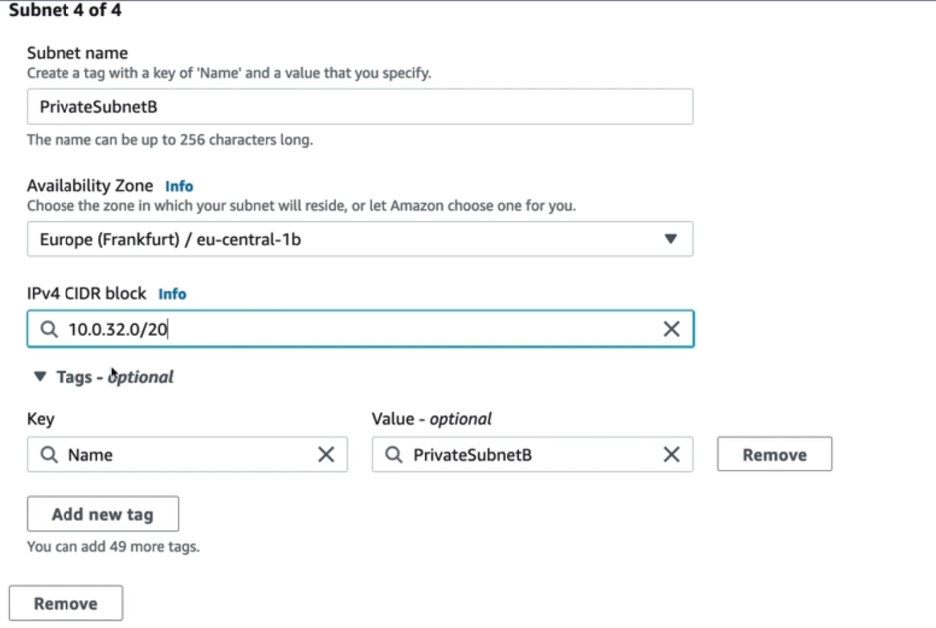 Subnet 4 of 4
Subnet name
Create a tag with a key of 'Name' and a value that you specify.
PrivateSubnetB
The name can be up to 256 characters long.
Availability Zone Info
Choose the zone in which your subnet will reside, or let Amazon choose one for you.
Europe (Frankfurt) / eu-central-1b
IPv4 CIDR block Info
10.0.32.0/20
Tags - optional
Key Value - optional
Name PrivateSubnetB Remove
Add new tag
You can add 49 more tags.
Remove